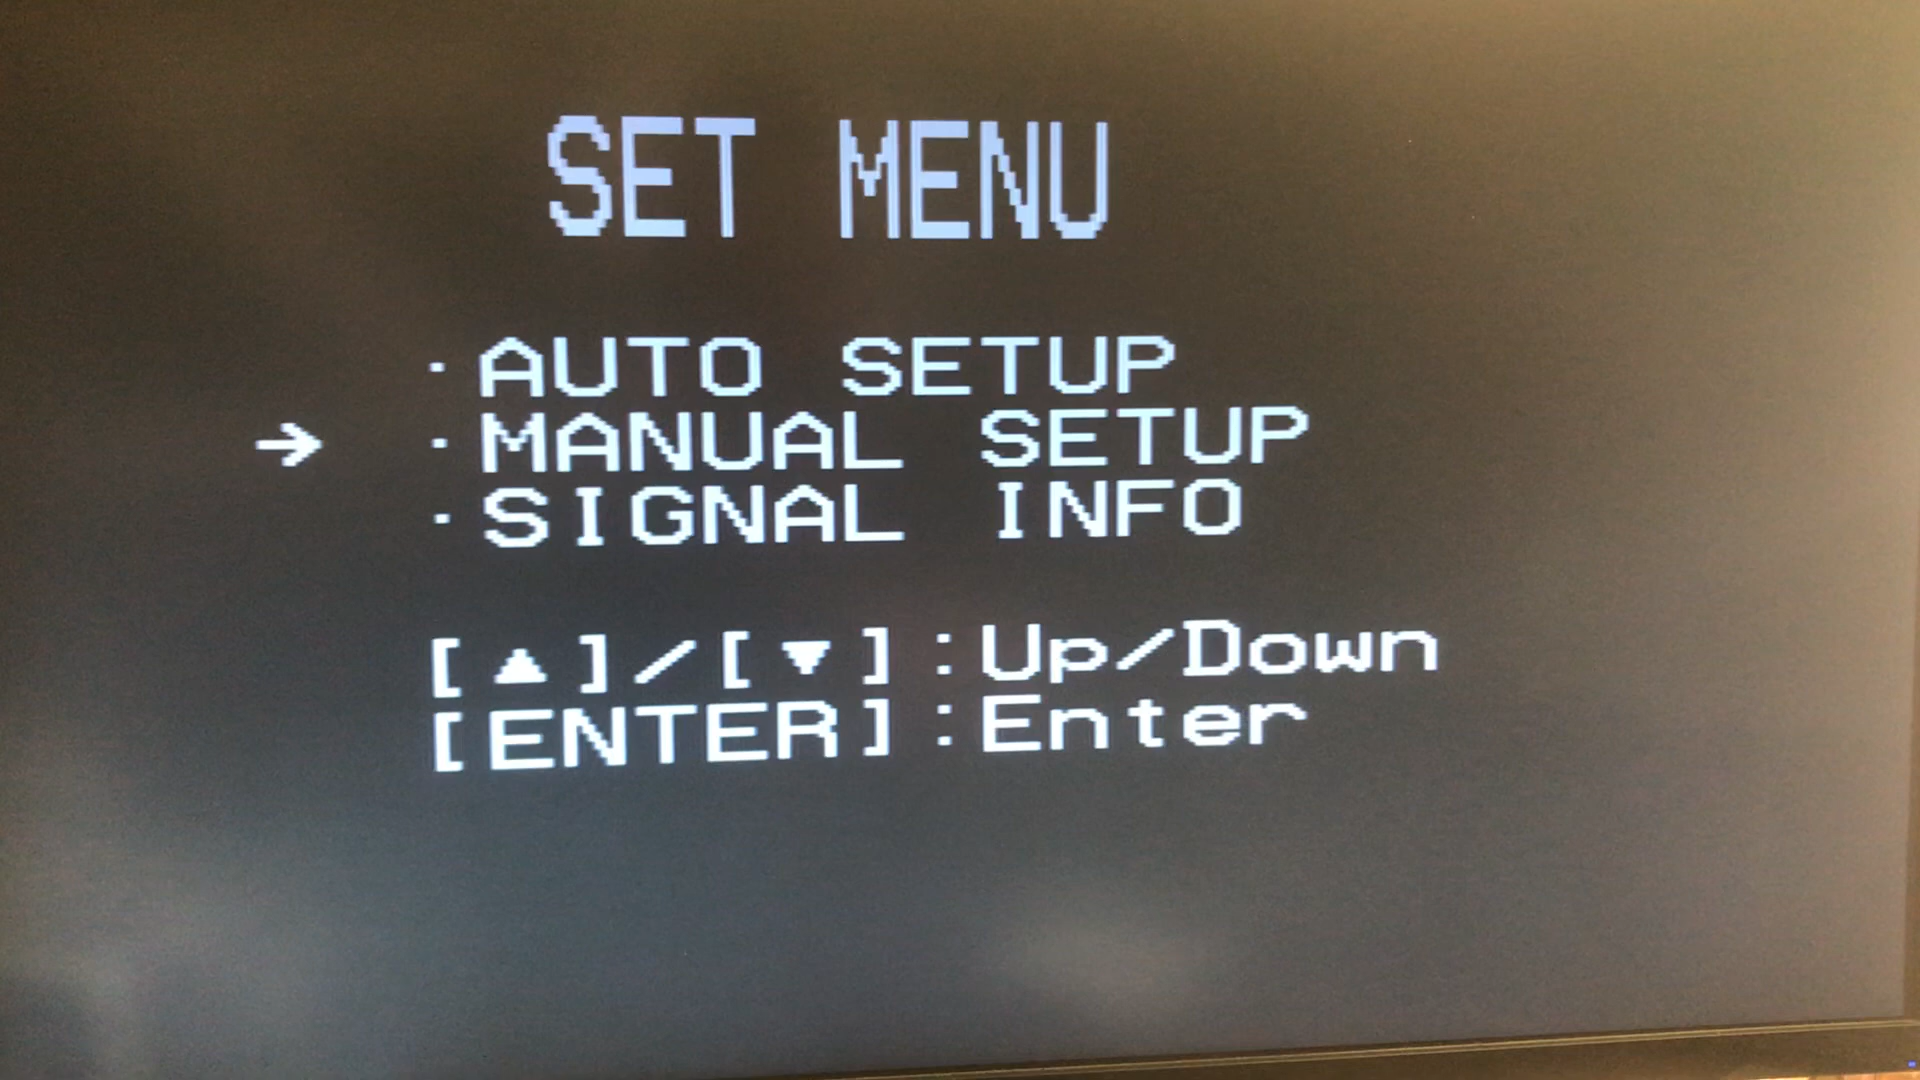 SET MENU
·AUTO SETUP
→ ·MANUAL SETUP
·SIGNAL INFO
[▲]/[▼]:Up/Down
[ENTER]:Enter